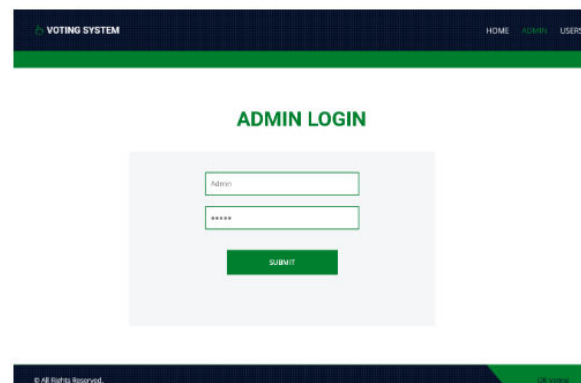 VOTING SYSTEM
HOME ADMIN USERS
ADMIN LOGIN
Admin
*****
SUBMIT
© All Rights Reserved.